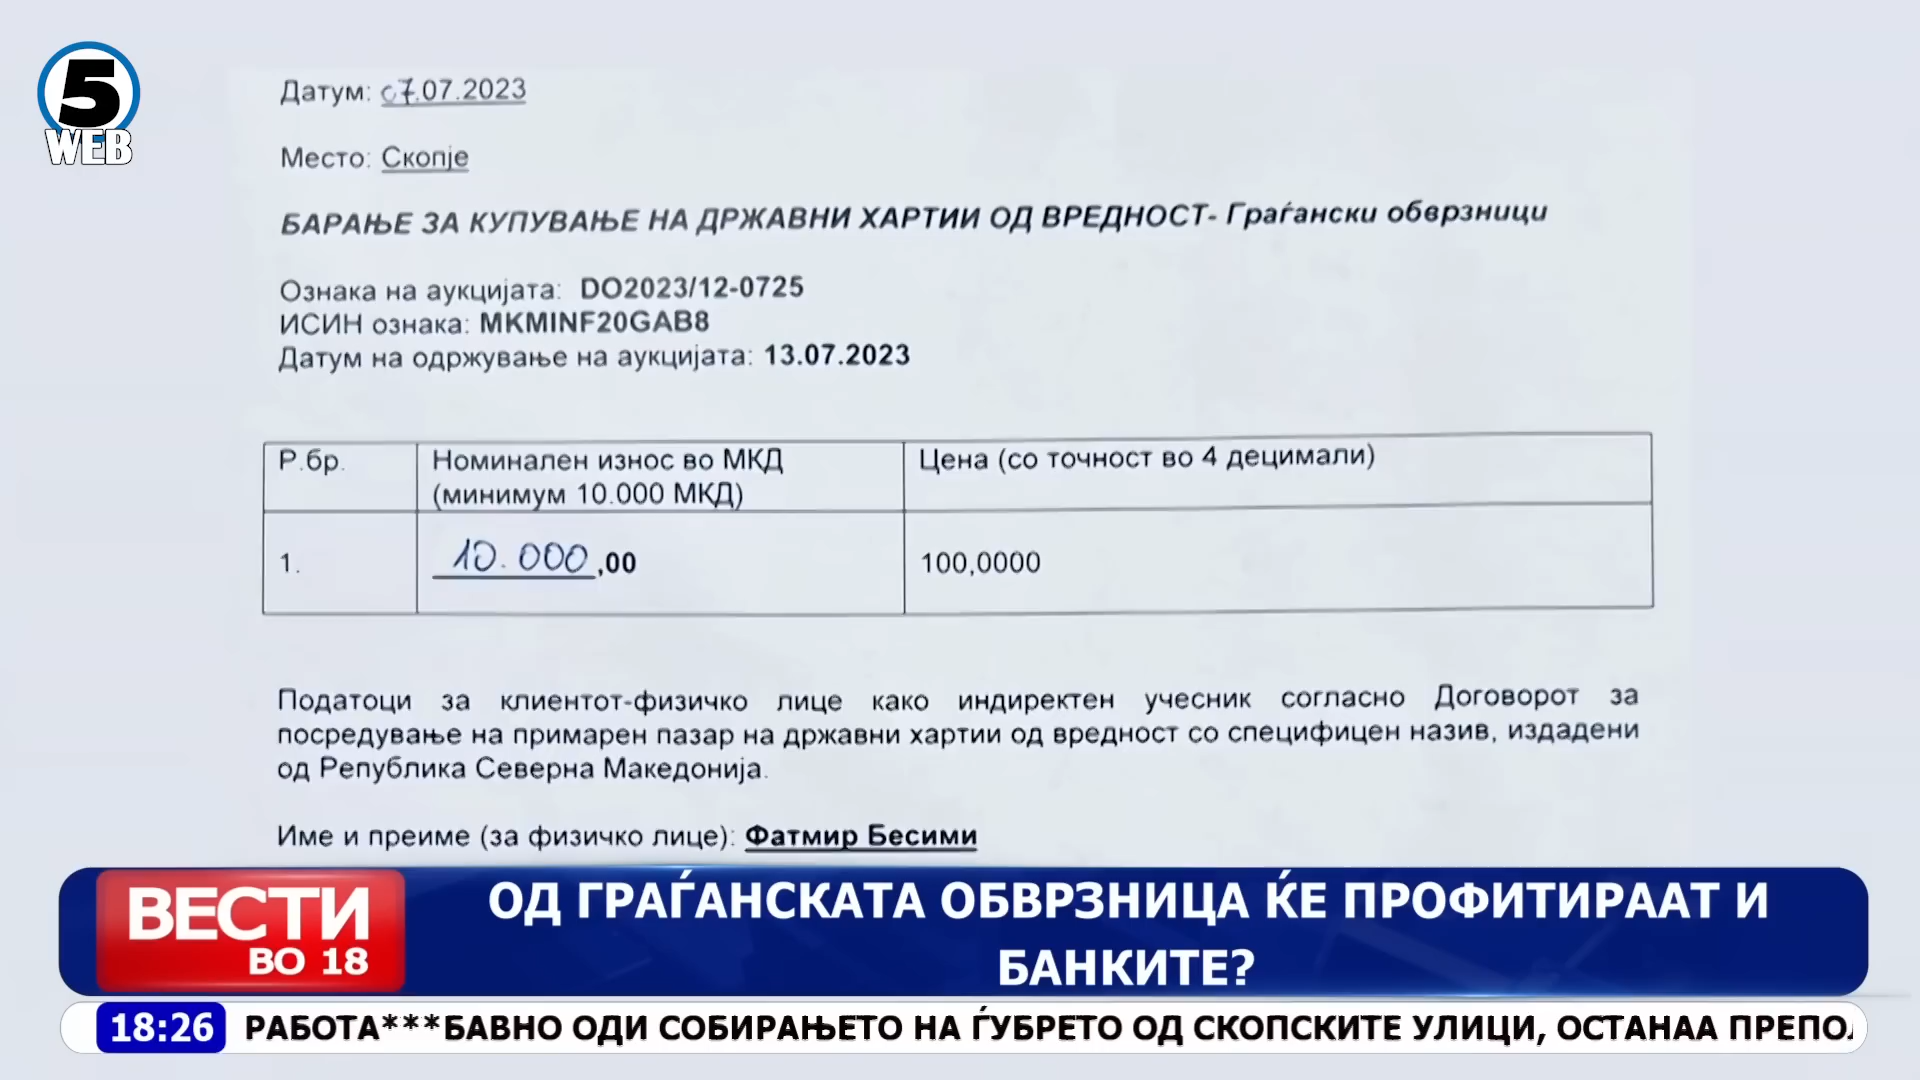 5
WEB
Датум: 07.07.2023
Место: Скопје
БАРАЊЕ ЗА КУПУВАЊЕ НА ДРЖАВНИ ХАРТИИ ОД ВРЕДНОСТ- Граѓански обврзници
Ознака на аукцијата: DO2023/12-0725
ИСИН ознака: MKMINF20GAB8
Датум на одржување на аукцијата: 13.07.2023
Р.бр. Номинален износ во МКД Цена (со точност во 4 децимали)
(минимум 10.000 МКД)
1. 10.000,00 100,0000
Податоци за клиентот-физичко лице како индиректен учесник согласно Договорот за
посредување на примарен пазар на државни хартии од вредност со специфицен назив, издадени
од Република Северна Македонија.
Име и преиме (за физичко лице): Фатмир Бесими
ВЕСТИ
ВО 18
ОД ГРАЃАНСКАТА ОБВРЗНИЦА ЌЕ ПРОФИТИРААТ И
БАНКИТЕ?
18:26 РАБОТА***БАВНО ОДИ СОБИРАЊЕТО НА ЃУБРЕТО ОД СКОПСКИТЕ УЛИЦИ, ОСТАНАА